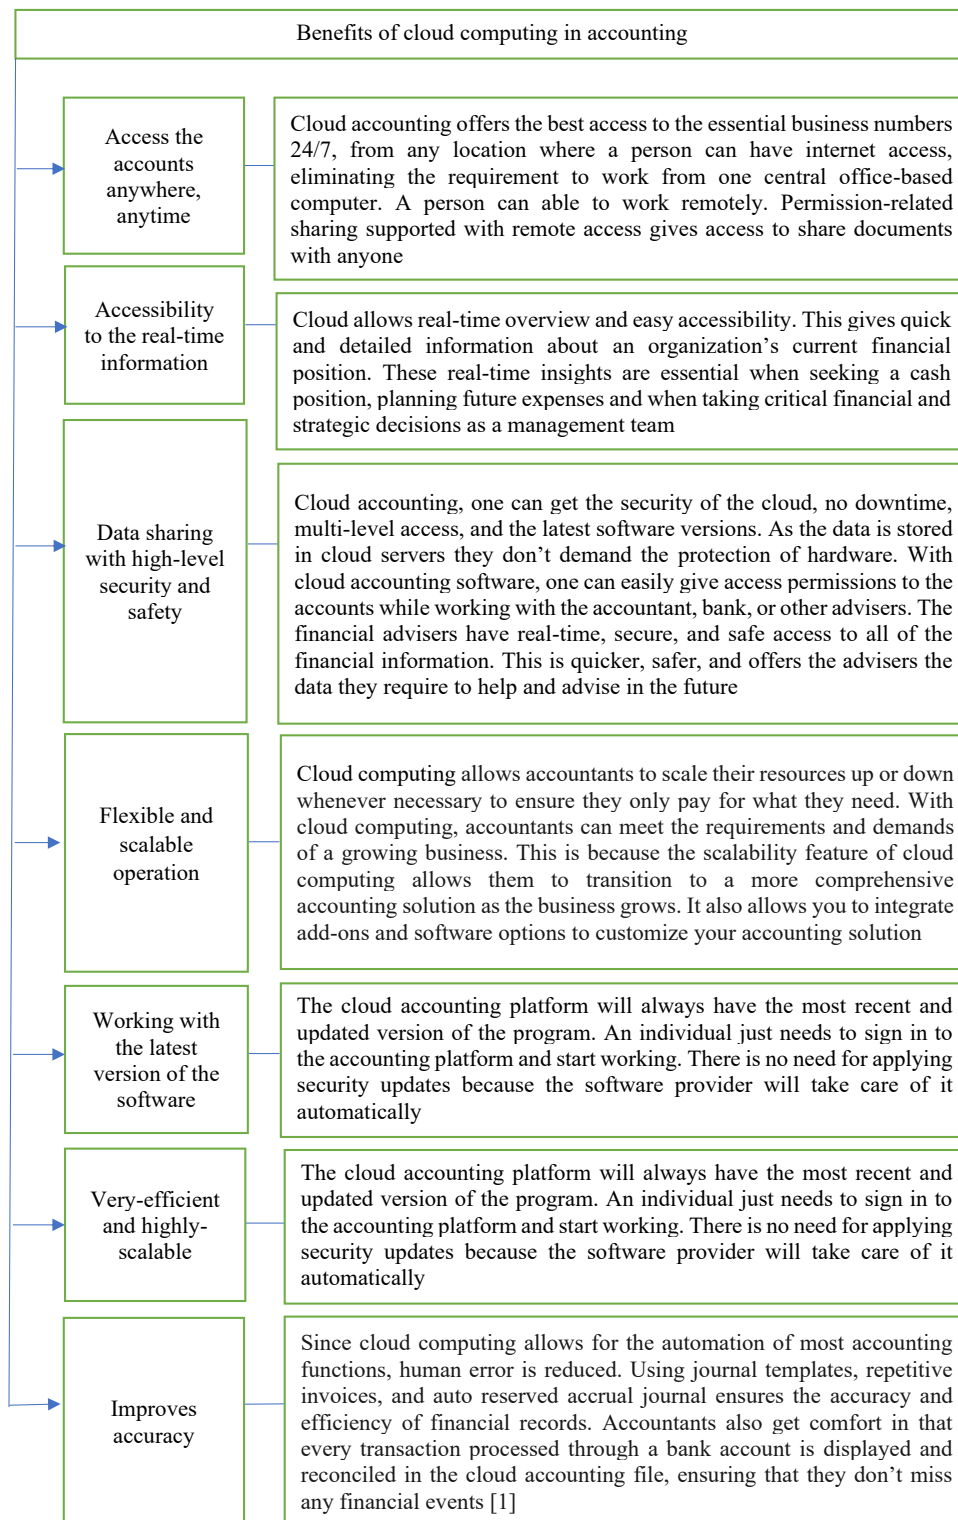 Benefits of cloud computing in accounting
Access the
accounts
anywhere,
anytime
Cloud accounting offers the best access to the essential business numbers
24/7, from any location where a person can have internet access,
eliminating the requirement to work from one central office-based
computer. A person can able to work remotely. Permission-related
sharing supported with remote access gives access to share documents
with anyone
Accessibility
to the real-time
information
Cloud allows real-time overview and easy accessibility. This gives quick
and detailed information about an organization’s current financial
position. These real-time insights are essential when seeking a cash
position, planning future expenses and when taking critical financial and
strategic decisions as a management team
Data sharing
with high-level
security and
safety
Cloud accounting, one can get the security of the cloud, no downtime,
multi-level access, and the latest software versions. As the data is stored
in cloud servers they don’t demand the protection of hardware. With
cloud accounting software, one can easily give access permissions to the
accounts while working with the accountant, bank, or other advisers. The
financial advisers have real-time, secure, and safe access to all of the
financial information. This is quicker, safer, and offers the advisers the
data they require to help and advise in the future
Flexible and
scalable
operation
Cloud computing allows accountants to scale their resources up or down
whenever necessary to ensure they only pay for what they need. With
cloud computing, accountants can meet the requirements and demands
of a growing business. This is because the scalability feature of cloud
computing allows them to transition to a more comprehensive
accounting solution as the business grows. It also allows you to integrate
add-ons and software options to customize your accounting solution
Working with
the latest
version of the
software
The cloud accounting platform will always have the most recent and
updated version of the program. An individual just needs to sign in to
the accounting platform and start working. There is no need for applying
security updates because the software provider will take care of it
automatically
Very-efficient
and highly-
scalable
The cloud accounting platform will always have the most recent and
updated version of the program. An individual just needs to sign in to
the accounting platform and start working. There is no need for applying
security updates because the software provider will take care of it
automatically
Improves
accuracy
Since cloud computing allows for the automation of most accounting
functions, human error is reduced. Using journal templates, repetitive
invoices, and auto reserved accrual journal ensures the accuracy and
efficiency of financial records. Accountants also get comfort in that
every transaction processed through a bank account is displayed and
reconciled in the cloud accounting file, ensuring that they don’t miss
any financial events [1]